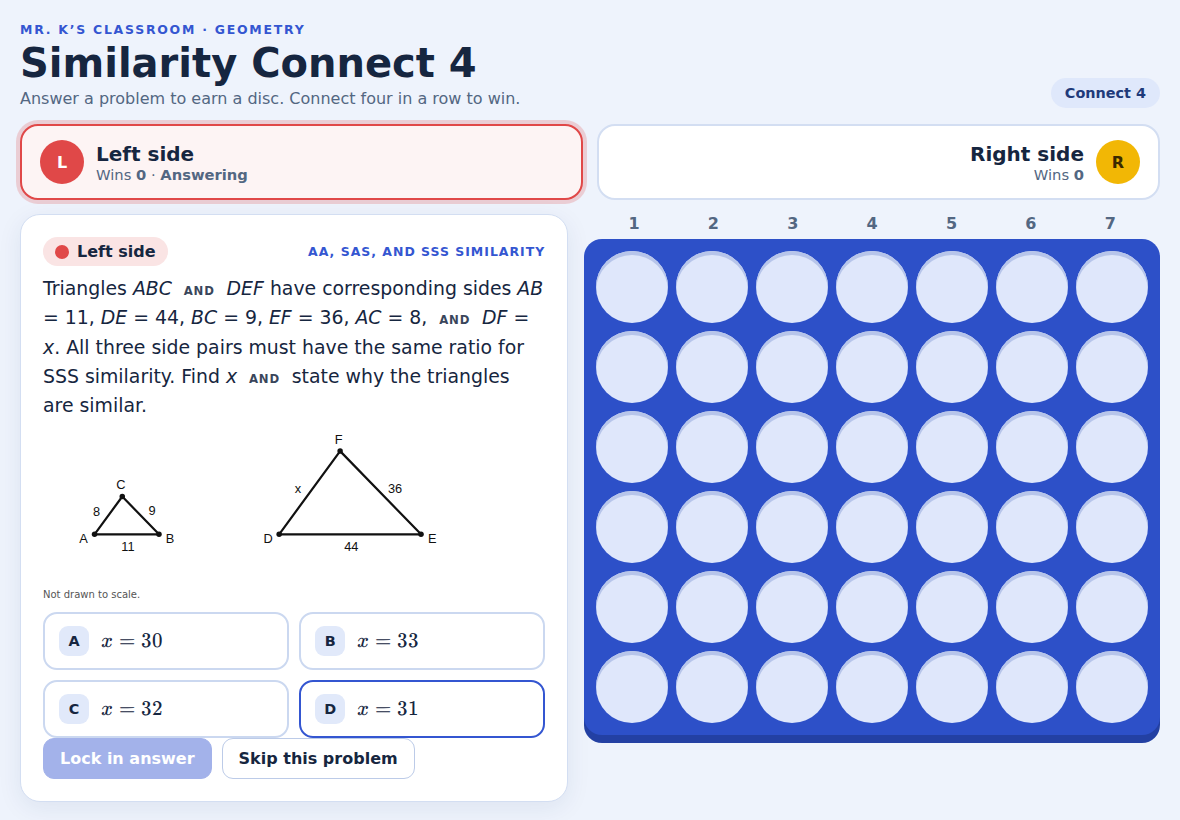 MR. K’S CLASSROOM · GEOMETRY
Similarity Connect 4
Answer a problem to earn a disc. Connect four in a row to win.
Connect 4
L
Left side
Wins 0 · Answering
Right side
Wins 0
R
Left side
AA, SAS, AND SSS SIMILARITY
Triangles ABC AND DEF have corresponding sides AB
= 11, DE = 44, BC = 9, EF = 36, AC = 8, AND DF =
x. All three side pairs must have the same ratio for
SSS similarity. Find x AND state why the triangles
are similar.
F
C
x
36
8
9
A
B
D
E
11
44
Not drawn to scale.
A x = 30
B x = 33
C x = 32
D x = 31
Lock in answer
Skip this problem
1 2 3 4 5 6 7